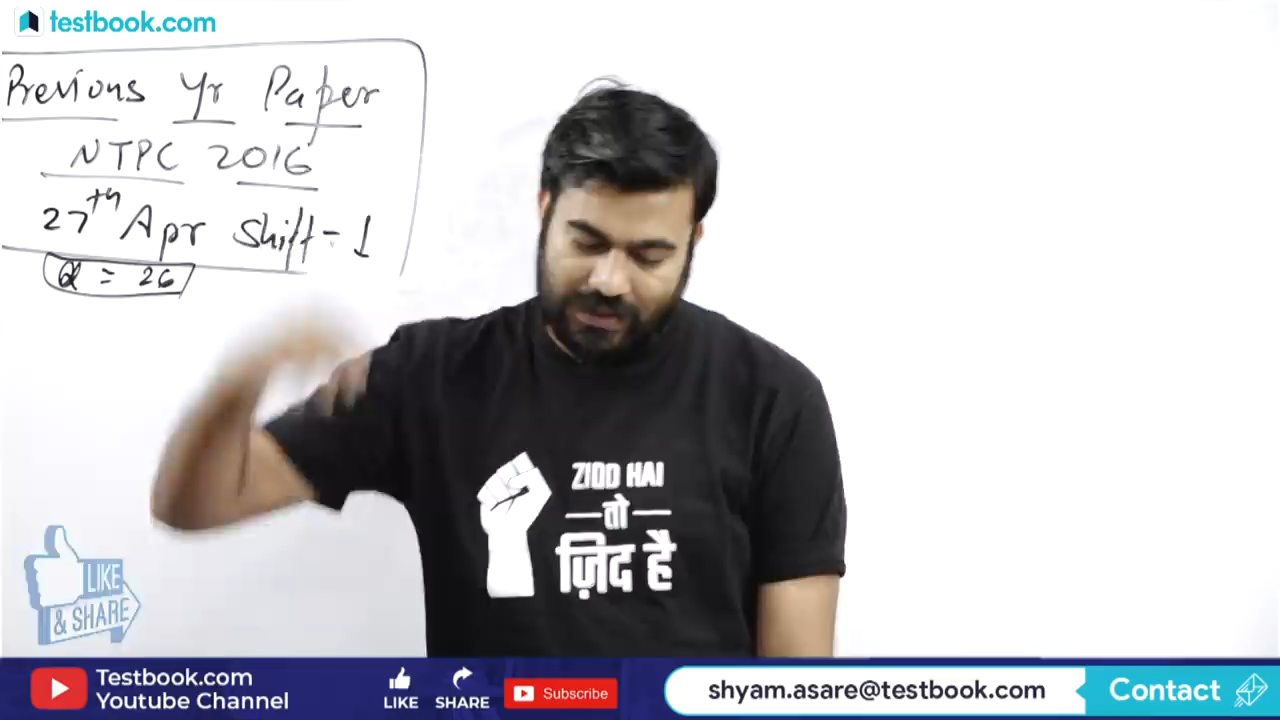 testbook.com
Previous Yr Paper
NTPC 2016
27th Apr Shift-1
Q = 26
ZIDD HAI
तो
ज़िद है
LIKE
& SHARE
Testbook.com
Youtube Channel
LIKE
SHARE
Subscribe
shyam.asare@testbook.com
Contact